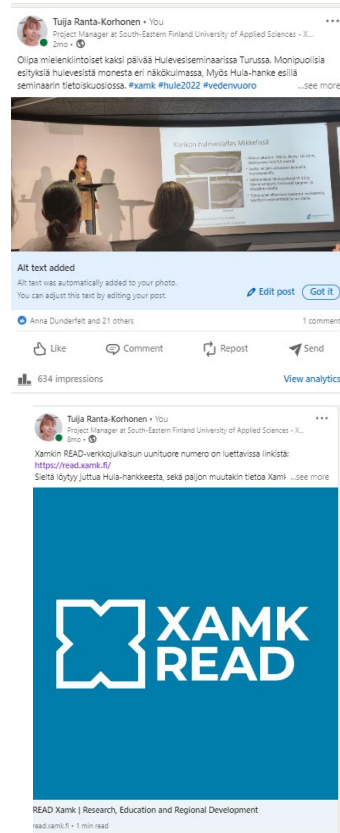 Tuija Ranta-Korhonen • You
Project Manager at South-Eastern Finland University of Applied Sciences - X...
2mo •
Olipa mielenkiintoiset kaksi päivää Hulevesiseminaarissa Turussa. Monipuolisia
esityksiä hulevesistä monesta eri näkökulmassa, Myös Hula-hanke esillä
seminaarin tietoiskuosiossa. #xamk #hule2022 #vedenvuoro ...see more
Karikon hulevesiallas Mikkelissä
Alt text added
Alt text was automatically added to your photo.
You can adjust this text by editing your post.
Edit post
Got it
Anna Dunderfelt and 21 others
1 comment
Like
Comment
Repost
Send
634 impressions
View analytics
Tuija Ranta-Korhonen • You
Project Manager at South-Eastern Finland University of Applied Sciences - X...
8mo •
Xamkin READ-verkkojulkaisun uunituore numero on luettavissa linkistä:
https://read.xamk.fi/
Sieltä löytyy juttua Hula-hankkeesta, sekä paljon muutakin tietoa Xamk ...see more
XAMK
READ
READ Xamk | Research, Education and Regional Development
read.xamk.fi • 1 min read